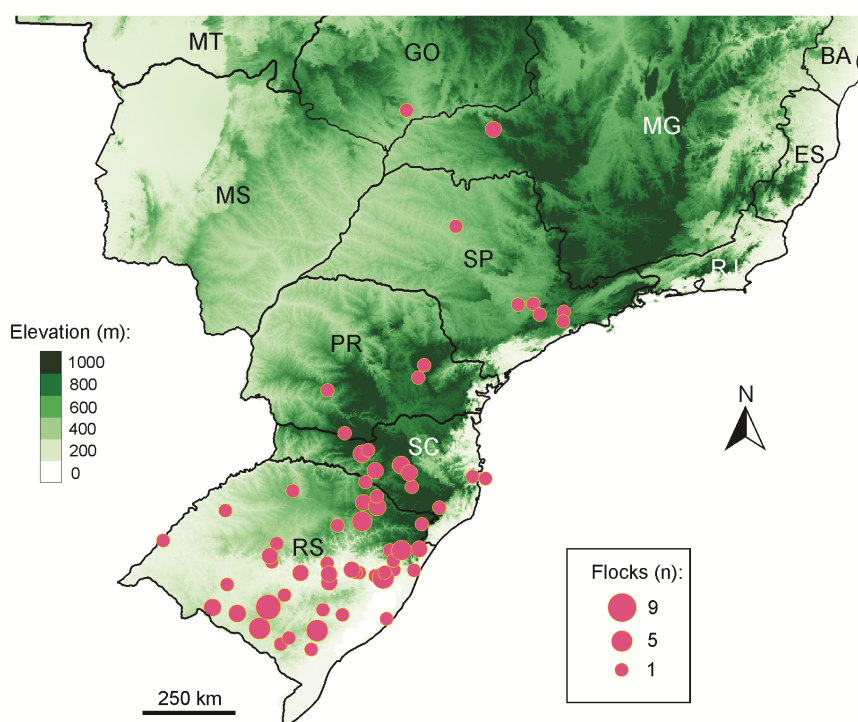 MT
GO
BA
MG
ES
MS
SP
RJ
Elevation (m):
PR
1000
800
600
400
200
0
N
SC
RS
Flocks (n):
9
5
1
250 km